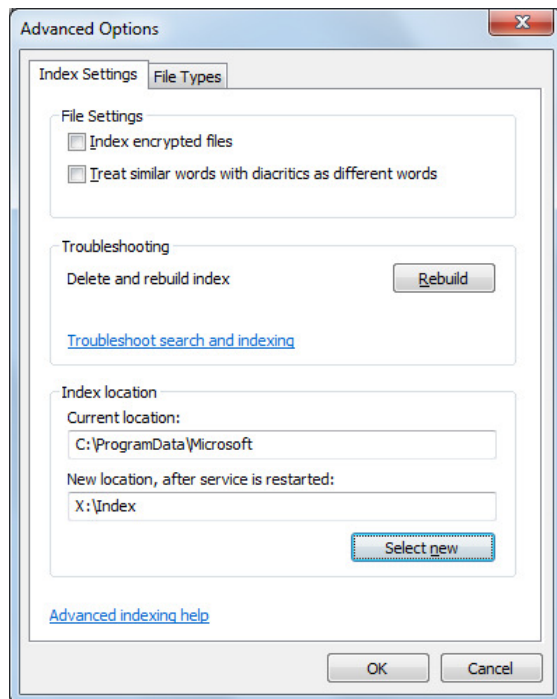 Advanced Options
Index Settings File Types
File Settings
Index encrypted files
Treat similar words with diacritics as different words
Troubleshooting
Delete and rebuild index Rebuild
Troubleshoot search and indexing
Index location
Current location:
C:\ProgramData\Microsoft
New location, after service is restarted:
X:\Index
Select new
Advanced indexing help
OK Cancel